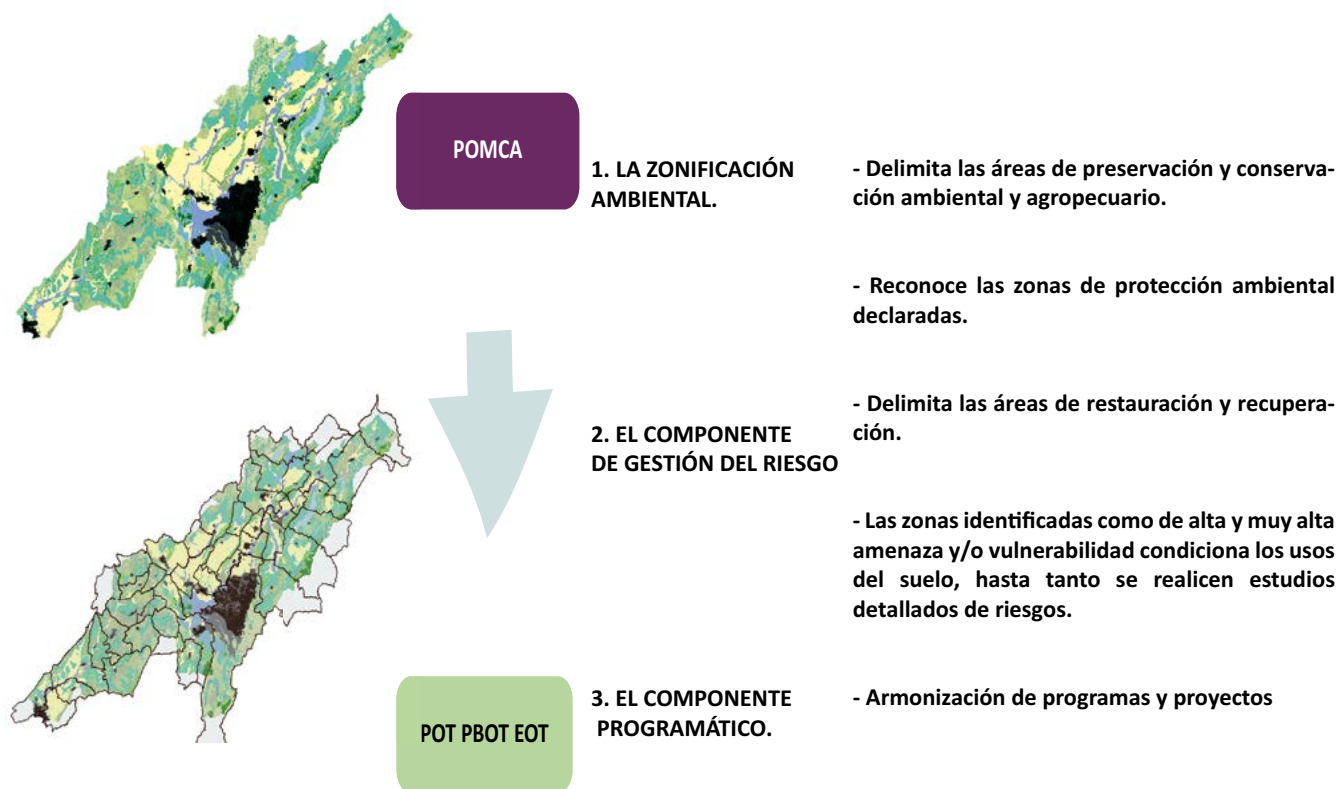 POMCA
1. LA ZONIFICACIÓN
AMBIENTAL.
- Delimita las áreas de preservación y conserva-
ción ambiental y agropecuario.
- Reconoce las zonas de protección ambiental
declaradas.
- Delimita las áreas de restauración y recupera-
ción.
2. EL COMPONENTE
DE GESTIÓN DEL RIESGO
- Las zonas identificadas como de alta y muy alta
amenaza y/o vulnerabilidad condiciona los usos
del suelo, hasta tanto se realicen estudios
detallados de riesgos.
POT PBOT EOT
3. EL COMPONENTE
PROGRAMÁTICO.
- Armonización de programas y proyectos